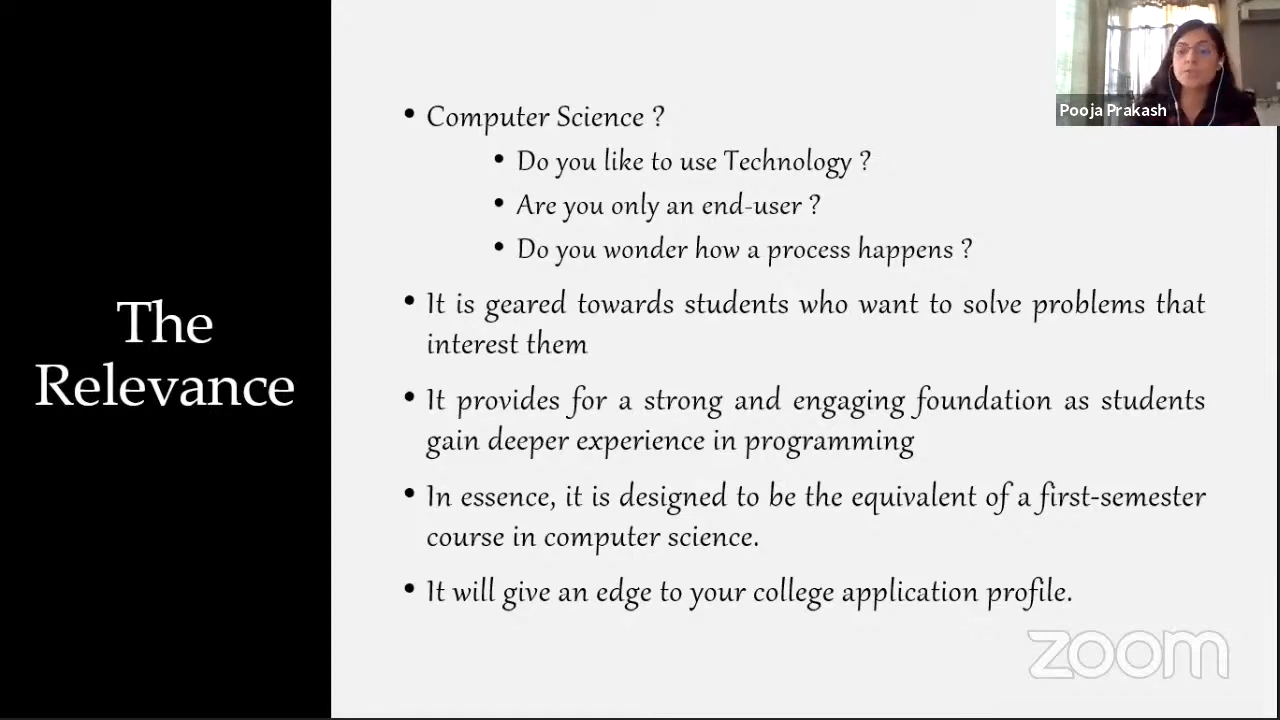 Pooja Prakash
The
Relevance
• Computer Science ?
• Do you like to use Technology ?
• Are you only an end-user ?
• Do you wonder how a process happens ?
• It is geared towards students who want to solve problems that
interest them
• It provides for a strong and engaging foundation as students
gain deeper experience in programming
• In essence, it is designed to be the equivalent of a first-semester
course in computer science.
• It will give an edge to your college application profile.
zoom